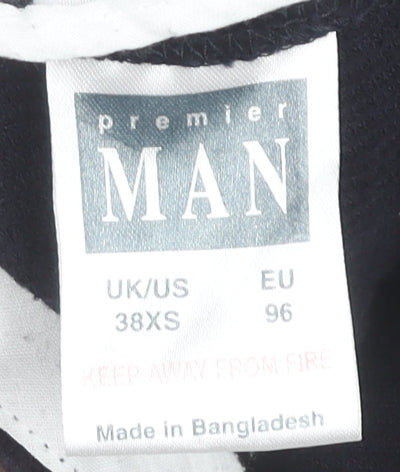 premier
MAN
UK/US EU
38XS 96
KEEP AWAY FROM FIRE
Made in Bangladesh